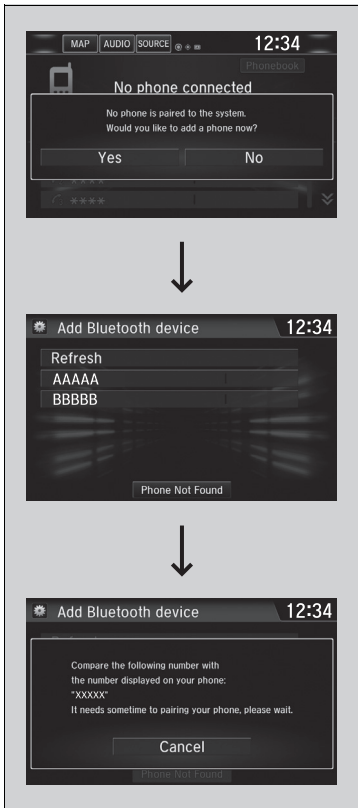 MAP AUDIO SOURCE 12:34
Phonebook
No phone connected
No phone is paired to the system.
Would you like to add a phone now?
Yes No
****
****
Add Bluetooth device 12:34
Refresh
AAAAA
BBBBB
Phone Not Found
Add Bluetooth device 12:34
Compare the following number with
the number displayed on your phone:
"XXXXX"
It needs sometime to pairing your phone, please wait.
Cancel
Phone Not Found